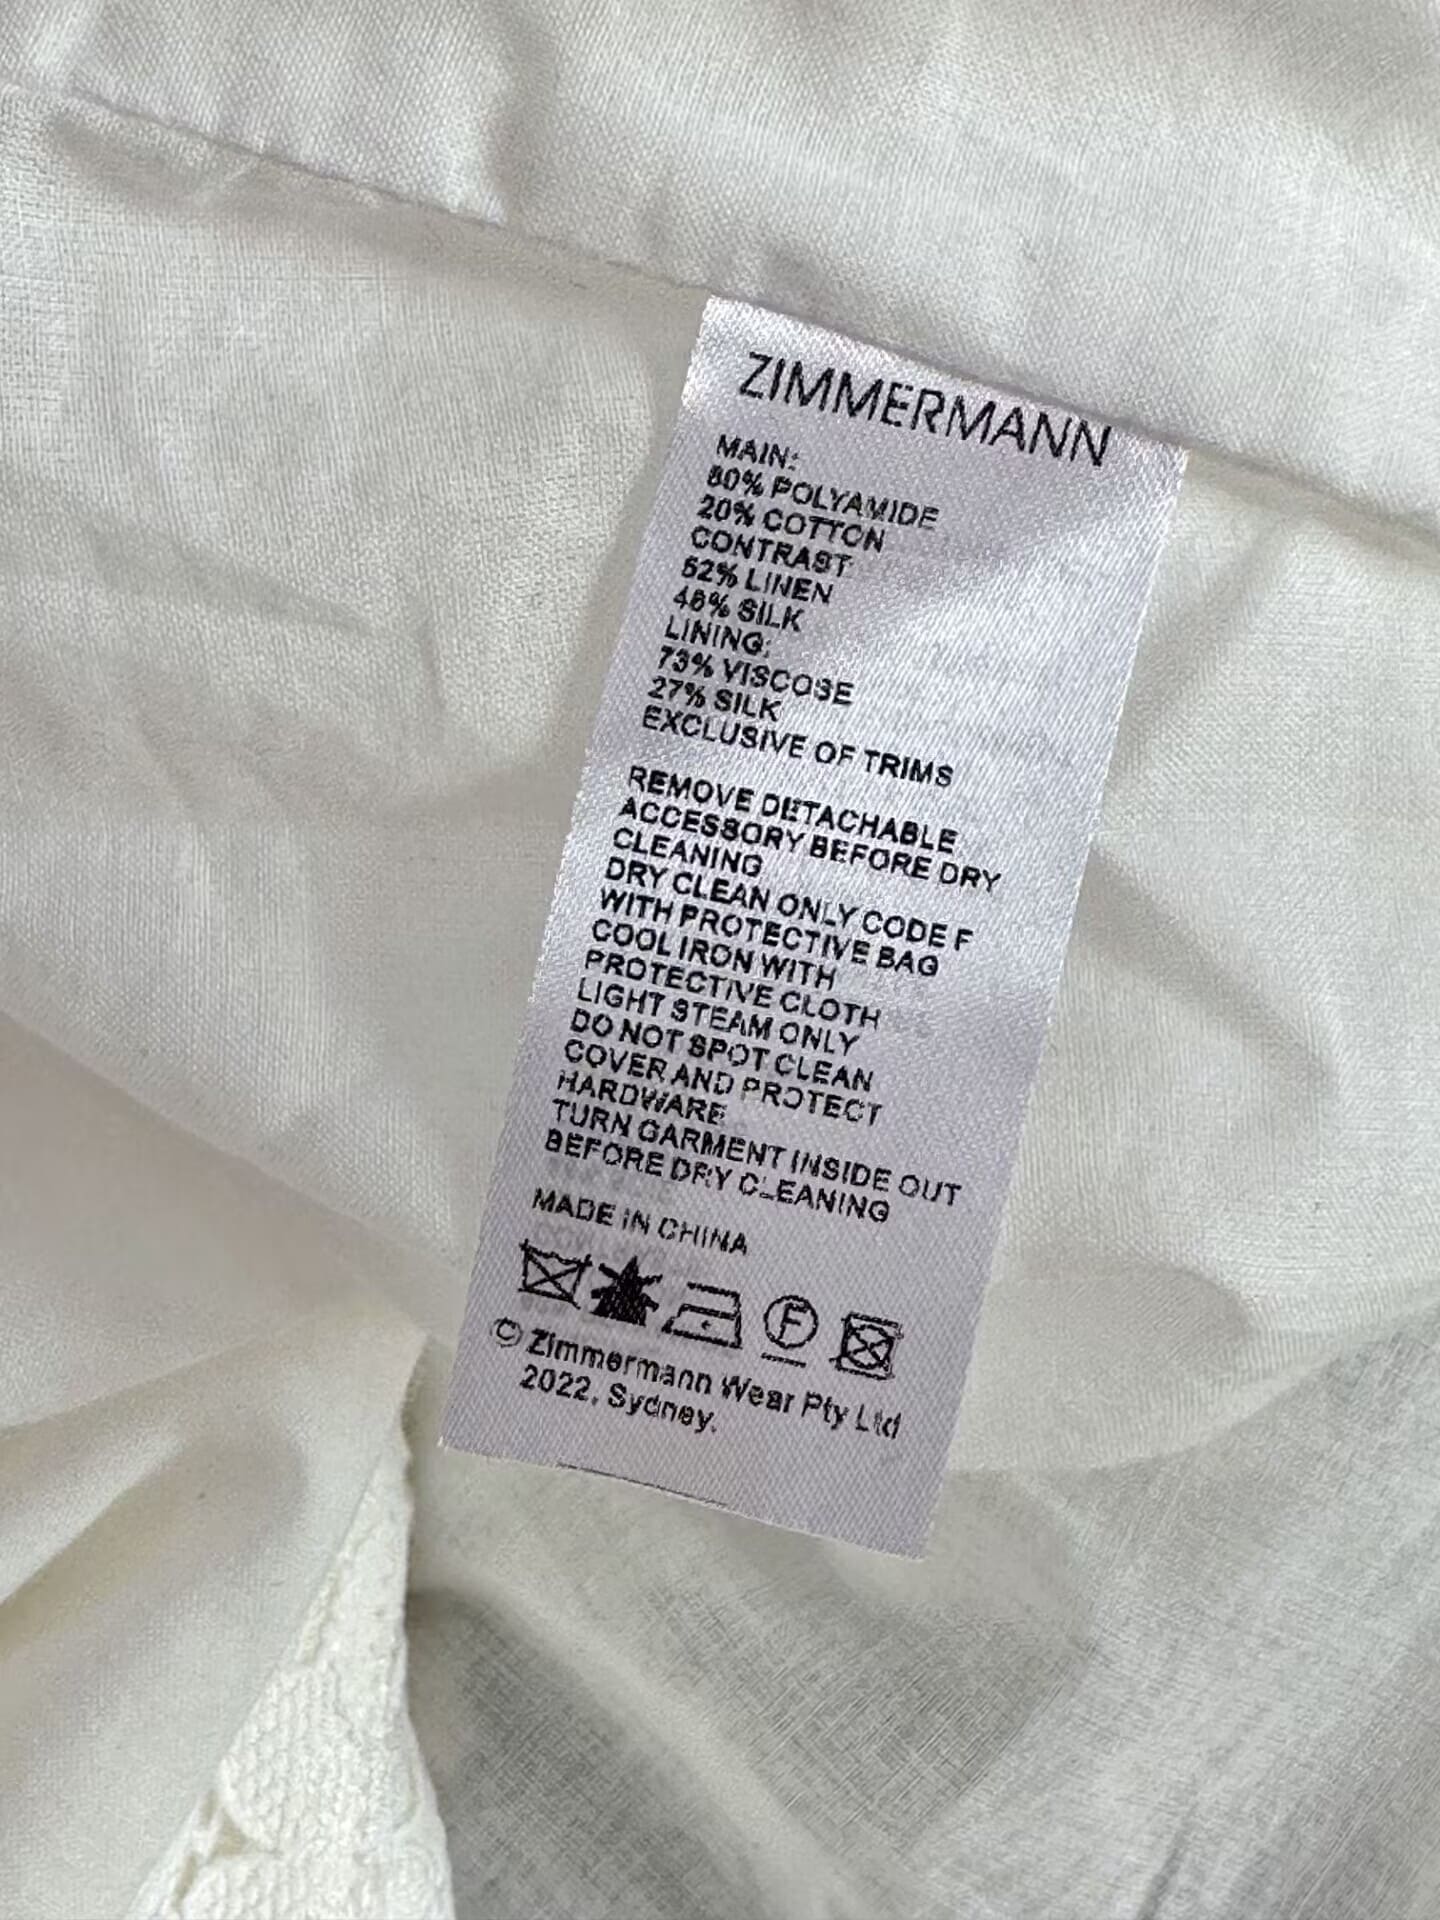 ZIMMERMANN
MAIN:
80% POLYAMIDE
20% COTTON
CONTRAST
52% LINEN
48% SILK
LINING:
73% VISCOSE
27% SILK
EXCLUSIVE OF TRIMS
REMOVE DETACHABLE
ACCESSORY BEFORE DRY
CLEANING
DRY CLEAN ONLY CODE F
WITH PROTECTIVE BAG
COOL IRON WITH
PROTECTIVE CLOTH
LIGHT STEAM ONLY
DO NOT SPOT CLEAN
COVER AND PROTECT
HARDWARE
TURN GARMENT INSIDE OUT
BEFORE DRY CLEANING
MADE IN CHINA
F
© Zimmermann Wear Pty Ltd
2022, Sydney.